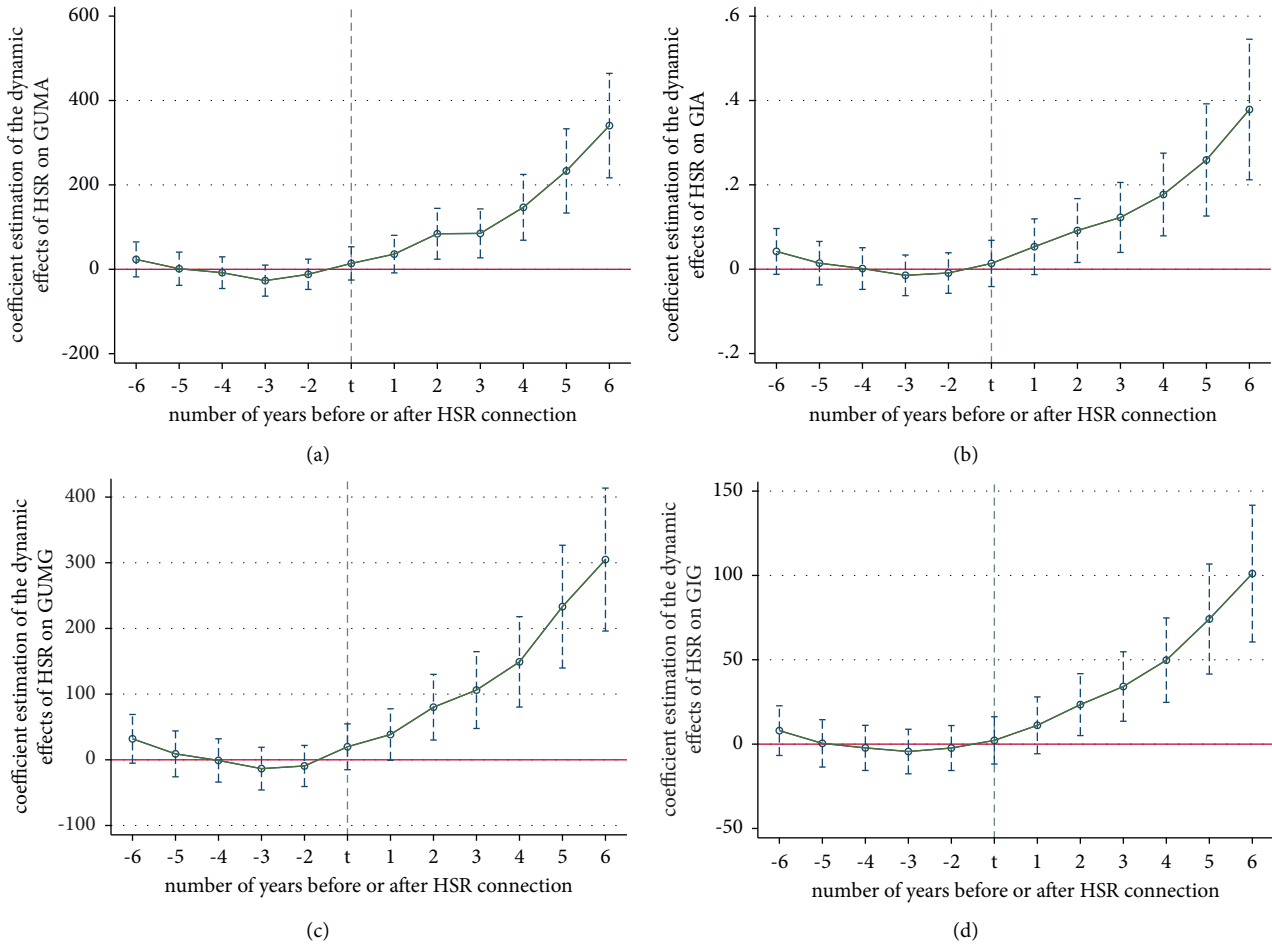 coefficient estimation of the dynamic
effects of HSR on GUMA
600
400
200
0
-200
-6 -5 -4 -3 -2 t 1 2 3 4 5 6
number of years before or after HSR connection
(a)
coefficient estimation of the dynamic
effects of HSR on GIA
.6
.4
.2
0
-.2
-6 -5 -4 -3 -2 t 1 2 3 4 5 6
number of years before or after HSR connection
(b)
coefficient estimation of the dynamic
effects of HSR on GUMG
400
300
200
100
0
-100
-6 -5 -4 -3 -2 t 1 2 3 4 5 6
number of years before or after HSR connection
(c)
coefficient estimation of the dynamic
effects of HSR on GIG
150
100
50
0
-50
-6 -5 -4 -3 -2 t 1 2 3 4 5 6
number of years before or after HSR connection
(d)